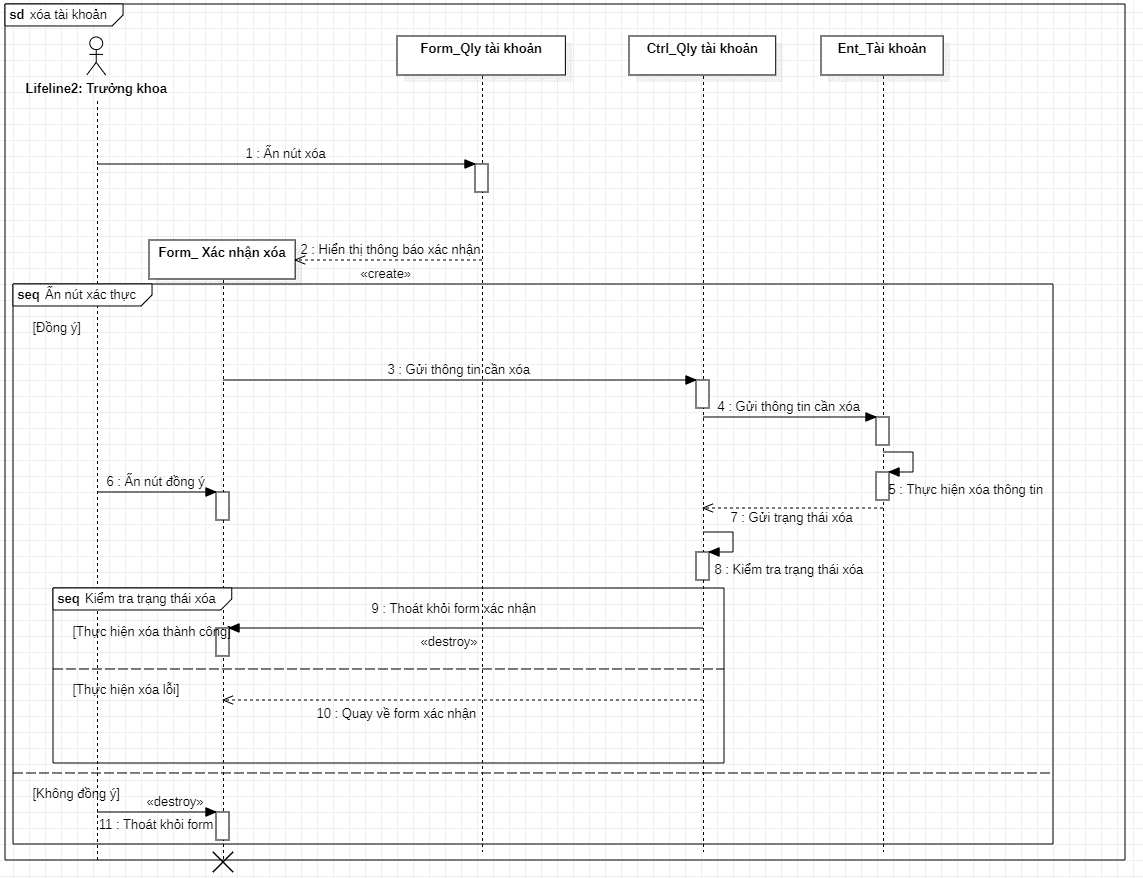 sd xóa tài khoản
Form_Qly tài khoản
Ctrl_Qly tài khoản
Ent_Tài khoản
Lifeline2: Trưởng khoa
1 : Ấn nút xóa
Form_ Xác nhận xóa
2 : Hiển thị thông báo xác nhận
«create»
seq Ấn nút xác thực
[Đồng ý]
3 : Gửi thông tin cần xóa
4 : Gửi thông tin cần xóa
6 : Ấn nút đồng ý
5 : Thực hiện xóa thông tin
7 : Gửi trạng thái xóa
8 : Kiểm tra trạng thái xóa
seq Kiểm tra trạng thái xóa
9 : Thoát khỏi form xác nhận
[Thực hiện xóa thành công]
«destroy»
[Thực hiện xóa lỗi]
10 : Quay về form xác nhận
[Không đồng ý]
«destroy»
11 : Thoát khỏi form